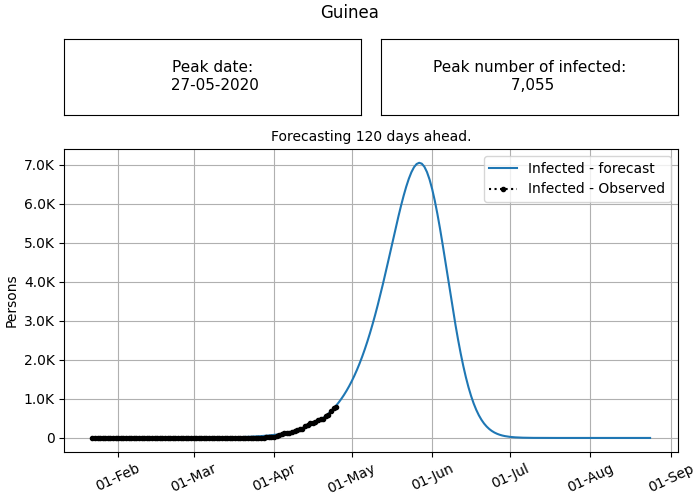 Guinea
Peak date:
27-05-2020
Peak number of infected:
7,055
Forecasting 120 days ahead.
Infected - forecast
Infected - Observed
Persons
7.0K
6.0K
5.0K
4.0K
3.0K
2.0K
1.0K
0
01-Feb
01-Mar
01-Apr
01-May
01-Jun
01-Jul
01-Aug
01-Sep